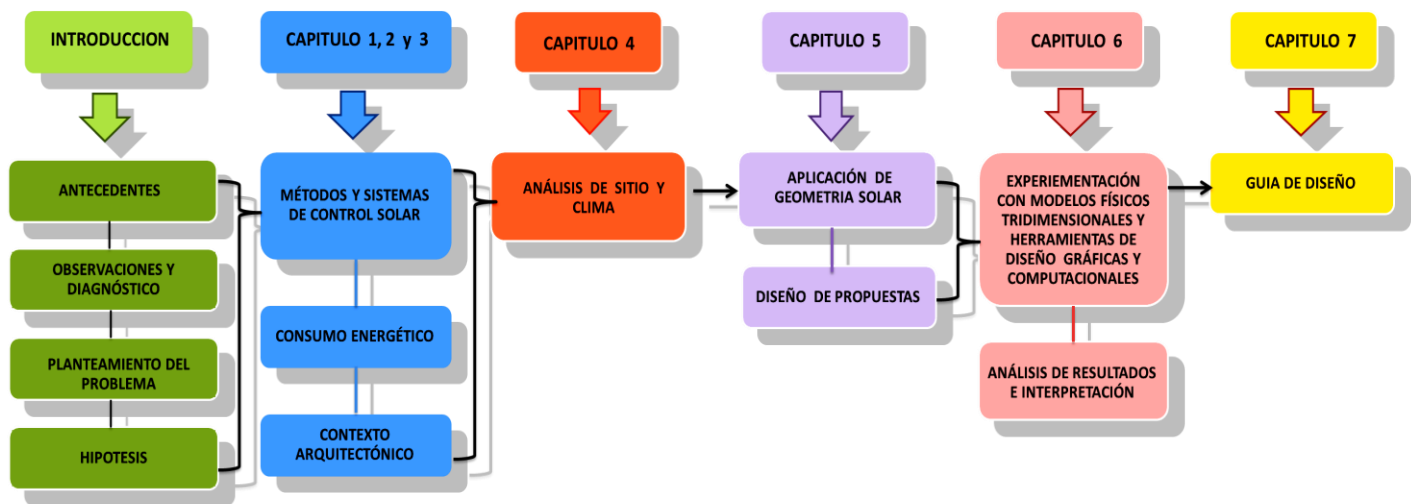 INTRODUCCION
CAPITULO 1, 2 y 3
CAPITULO 4
CAPITULO 5
CAPITULO 6
CAPITULO 7
ANTECEDENTES
OBSERVACIONES Y
DIAGNÓSTICO
PLANTEAMIENTO DEL
PROBLEMA
HIPOTESIS
MÉTODOS Y SISTEMAS
DE CONTROL SOLAR
CONSUMO ENERGÉTICO
CONTEXTO
ARQUITECTÓNICO
ANÁLISIS DE SITIO Y
CLIMA
APLICACIÓN DE
GEOMETRIA SOLAR
DISEÑO DE PROPUESTAS
EXPERIEMENTACIÓN
CON MODELOS FÍSICOS
TRIDIMENSIONALES Y
HERRAMIENTAS DE
DISEÑO GRÁFICAS Y
COMPUTACIONALES
ANÁLISIS DE RESULTADOS
E INTERPRETACIÓN
GUIA DE DISEÑO